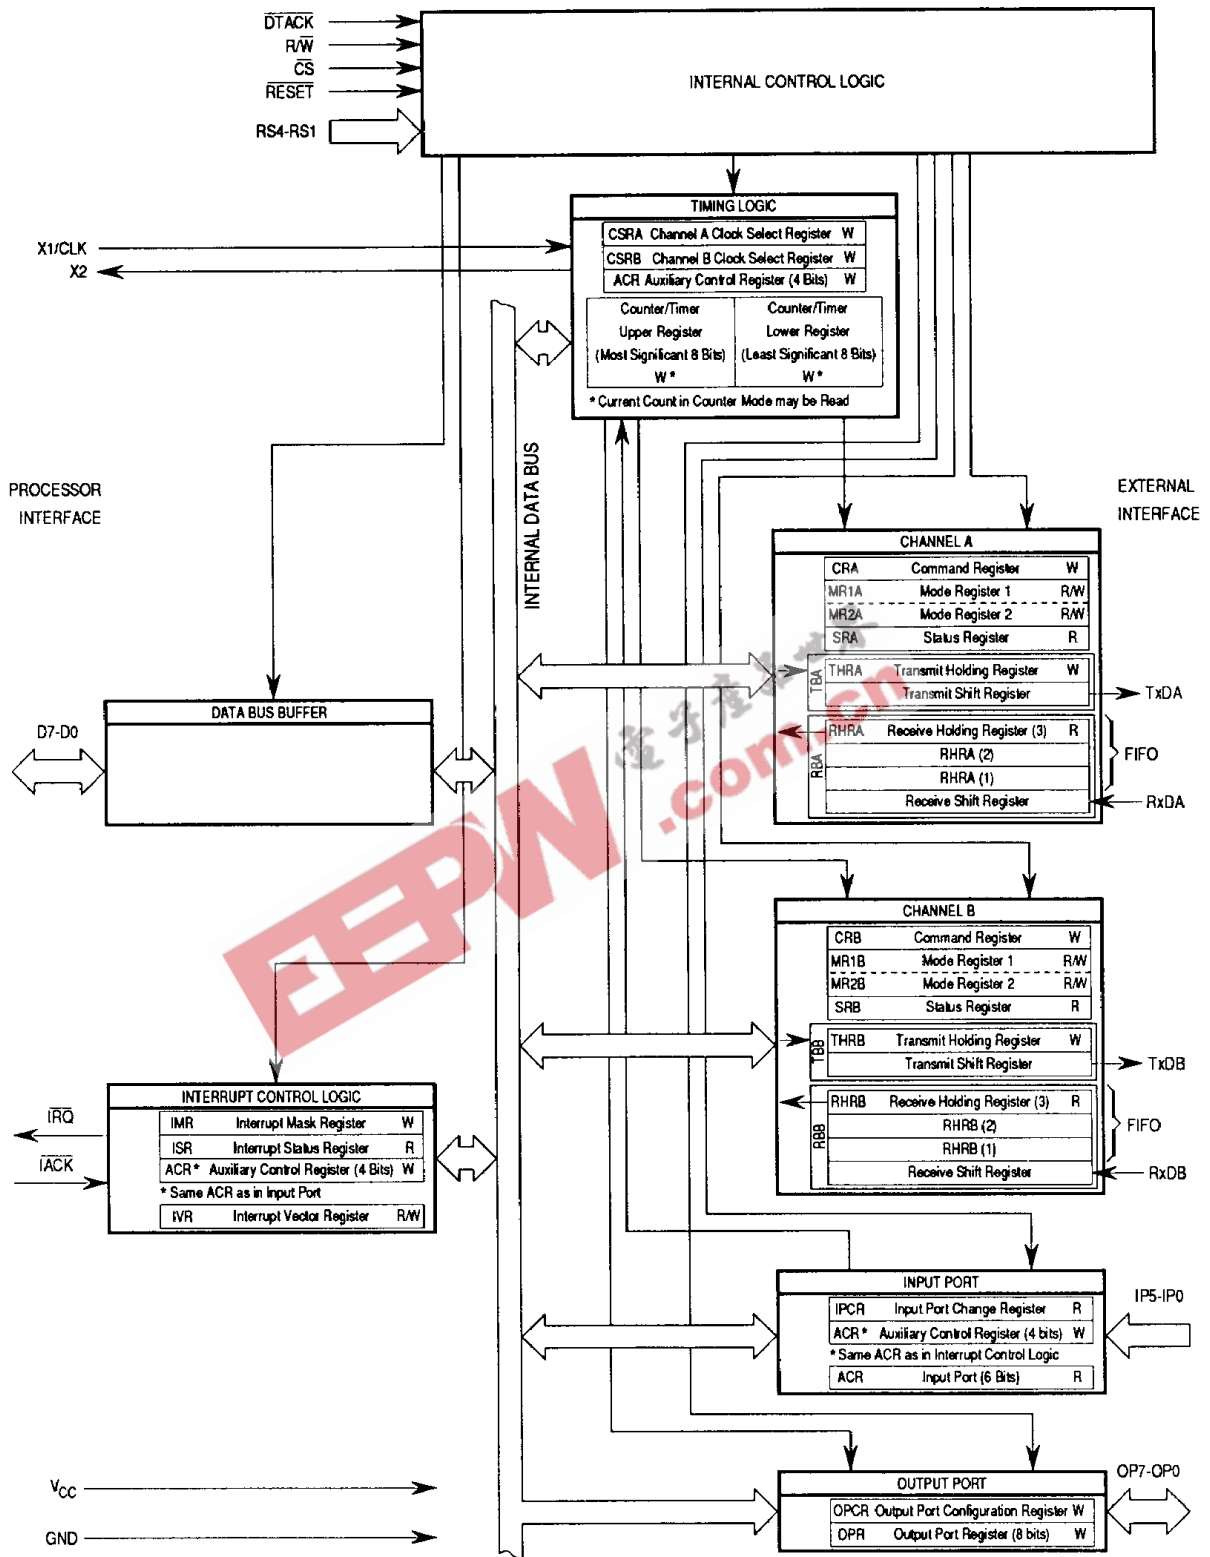 DTACK
R/W
CS
RESET
RS4-RS1
INTERNAL CONTROL LOGIC
TIMING LOGIC
CSRA Channel A Clock Select Register W
CSRB Channel B Clock Select Register W
ACR Auxiliary Control Register (4 Bits) W
Counter/Timer
Upper Register
(Most Significant 8 Bits)
W *
Counter/Timer
Lower Register
(Least Significant 8 Bits)
W *
* Current Count in Counter Mode may be Read
X1/CLK
X2
PROCESSOR
INTERFACE
INTERNAL DATA BUS
EXTERNAL
INTERFACE
CHANNEL A
CRA Command Register W
MR1A Mode Register 1 R/W
MR2A Mode Register 2 R/W
SRA Status Register R
TBA
THRA Transmit Holding Register W
Transmit Shift Register
TxDA
RBA
RHRA Receive Holding Register (3) R
RHRA (2)
RHRA (1)
Receive Shift Register
FIFO
RxDA
DATA BUS BUFFER
D7-D0
EEPW
.com.cn
电子产品世界
CHANNEL B
CRB Command Register W
MR1B Mode Register 1 R/W
MR2B Mode Register 2 R/W
SRB Status Register R
TBB
THRB Transmit Holding Register W
Transmit Shift Register
TxDB
RBB
RHRB Receive Holding Register (3) R
RHRB (2)
RHRB (1)
Receive Shift Register
FIFO
RxDB
INTERRUPT CONTROL LOGIC
IMR Interrupt Mask Register W
ISR Interrupt Status Register R
ACR * Auxiliary Control Register (4 Bits) W
* Same ACR as in Input Port
IVR Interrupt Vector Register R/W
IRQ
IACK
INPUT PORT
IPCR Input Port Change Register R
ACR * Auxiliary Control Register (4 bits) W
* Same ACR as in Interrupt Control Logic
ACR Input Port (6 Bits) R
IP5-IP0
OUTPUT PORT
OPCR Output Port Configuration Register W
OPR Output Port Register (8 bits) W
OP7-OP0
VCC
GND